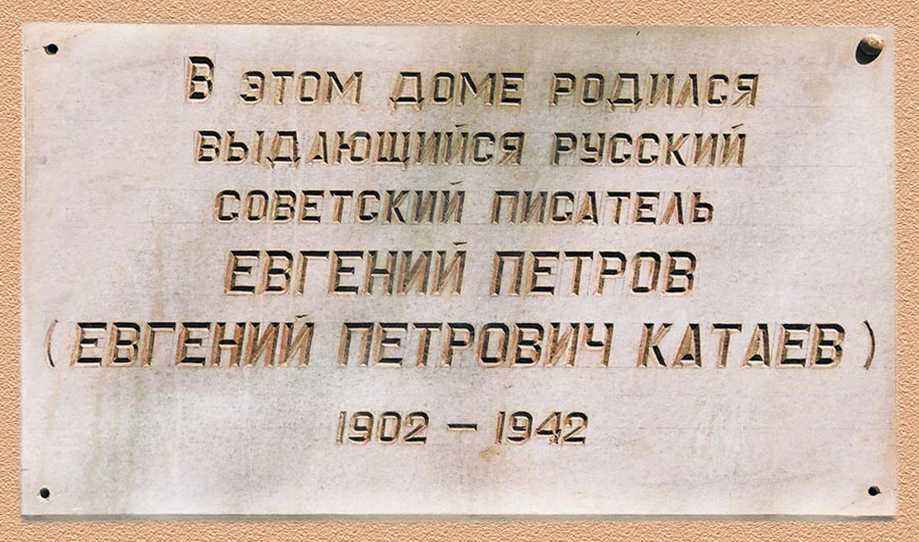 В ЭТОМ ДОМЕ РОДИЛСЯ
ВЫДАЮЩИЙСЯ РУССКИЙ
СОВЕТСКИЙ ПИСАТЕЛЬ
ЕВГЕНИЙ ПЕТРОВ
(ЕВГЕНИЙ ПЕТРОВИЧ КАТАЕВ)
1902 – 1942